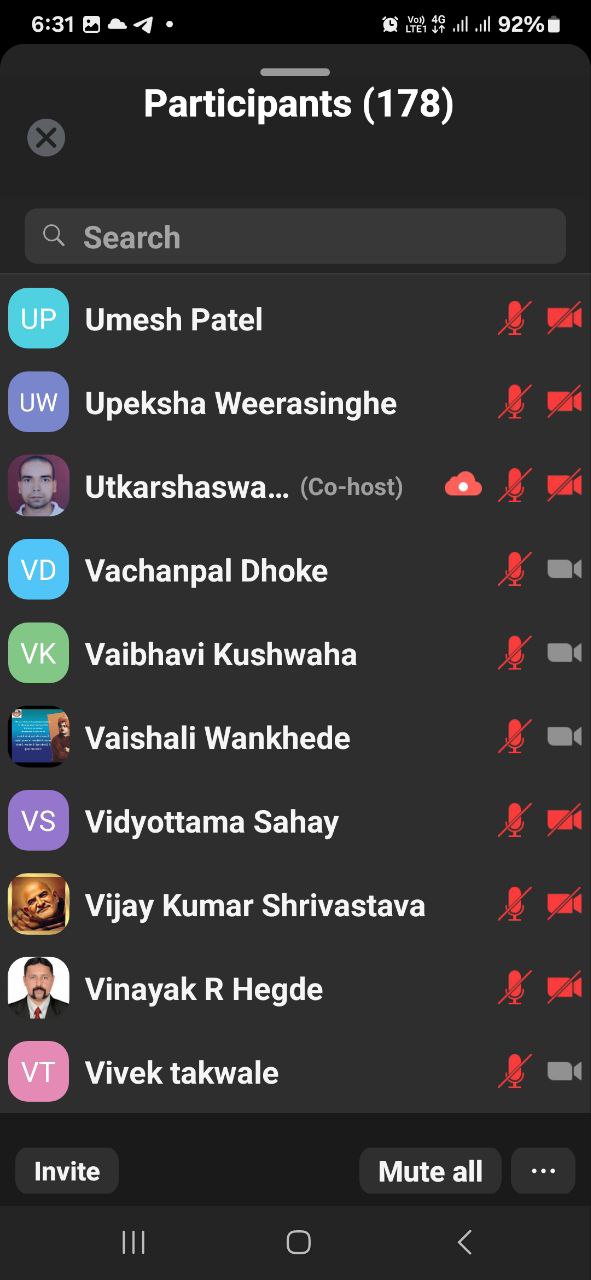 6:31 Vo)) LTE1 4G 92%
Participants (178)
Search
UP Umesh Patel
UW Upeksha Weerasinghe
Utkarshaswa... (Co-host)
VD Vachanpal Dhoke
VK Vaibhavi Kushwaha
Vaishali Wankhede
VS Vidyottama Sahay
Vijay Kumar Shrivastava
Vinayak R Hegde
VT Vivek takwale
Invite Mute all ...